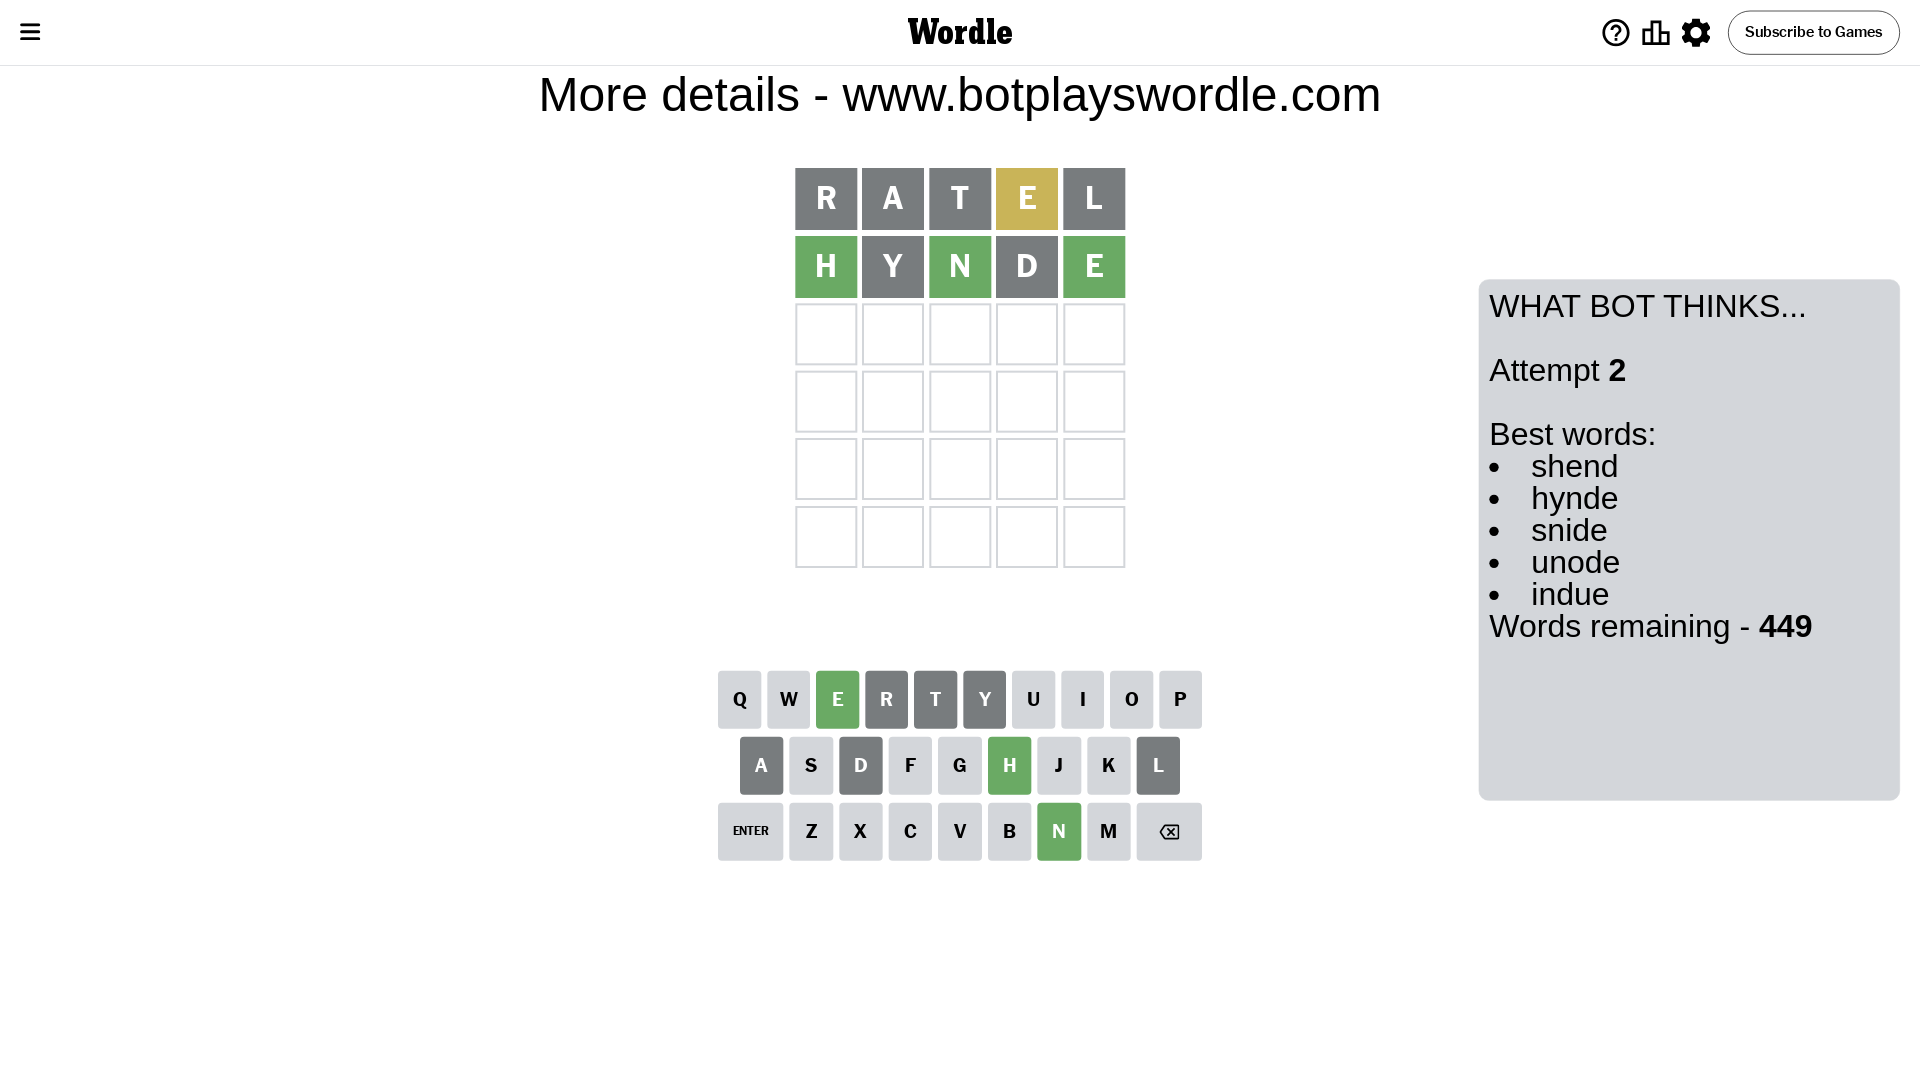 Wordle
Subscribe to Games
More details - www.botplayswordle.com
R A T E L
H Y N D E
WHAT BOT THINKS...
Attempt 2
Best words:
• shend
• hynde
• snide
• unode
• indue
Words remaining - 449
Q W E R T Y U I O P
A S D F G H J K L
ENTER Z X C V B N M